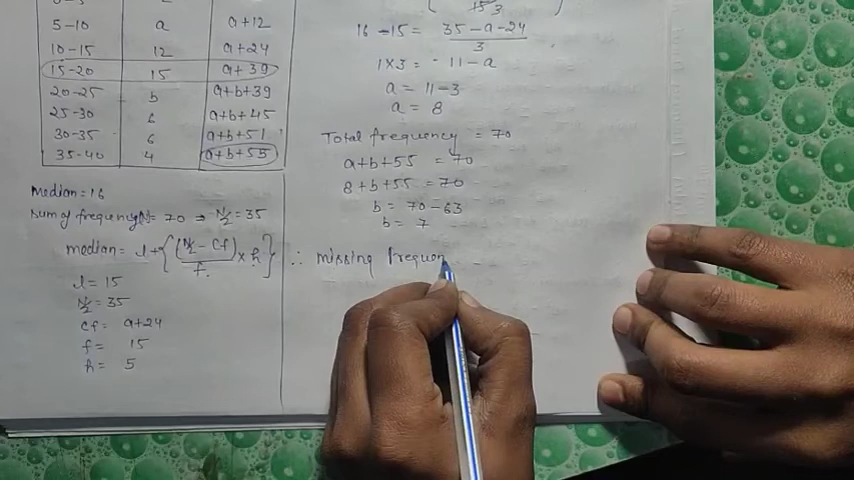 5-10 a a+12
10-15 12 a+24
15-20 15 a+39
20-25 b a+b+39
25-30 6 a+b+45
30-35 6 a+b+51
35-40 4 a+b+55
Median = 16
Sum of frequency(N) = 70 ⇒ N/2 = 35
median = l + { (N/2 - Cf) / f × h }
l = 15
N/2 = 35
Cf = a+24
f = 15
h = 5
16 - 15 = 35 - a - 24 / 3
1×3 = 11 - a
a = 11 - 3
a = 8
Total frequency = 70
a+b+55 = 70
8+b+55 = 70
b = 70 - 63
b = 7
∴ missing frequen